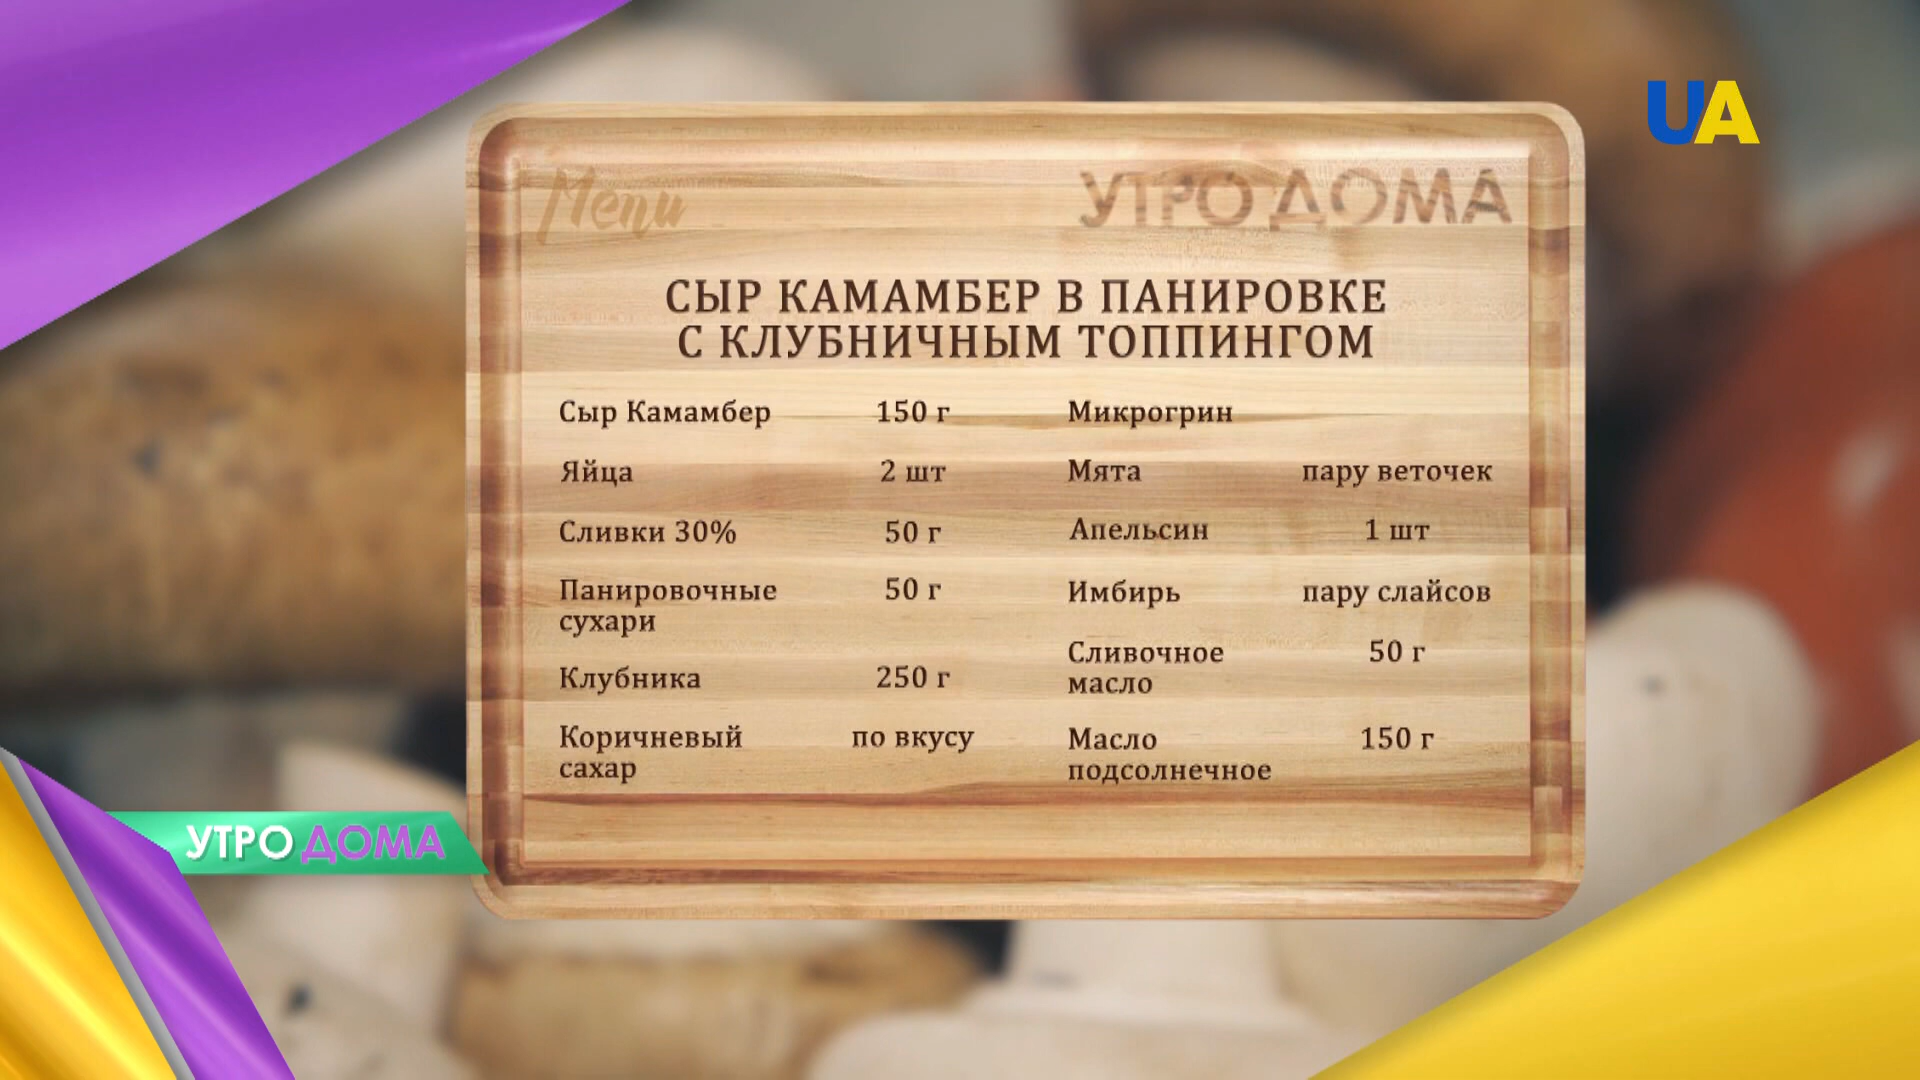 UA
Menu
УТРО ДОМА
СЫР КАМАМБЕР В ПАНИРОВКЕ
С КЛУБНИЧНЫМ ТОППИНГОМ
Сыр Камамбер 150 г
Яйца 2 шт
Сливки 30% 50 г
Панировочные 50 г
сухари
Клубника 250 г
Коричневый по вкусу
сахар
Микрогрин
Мята пару веточек
Апельсин 1 шт
Имбирь пару слайсов
Сливочное 50 г
масло
Масло 150 г
подсолнечное
УТРО ДОМА